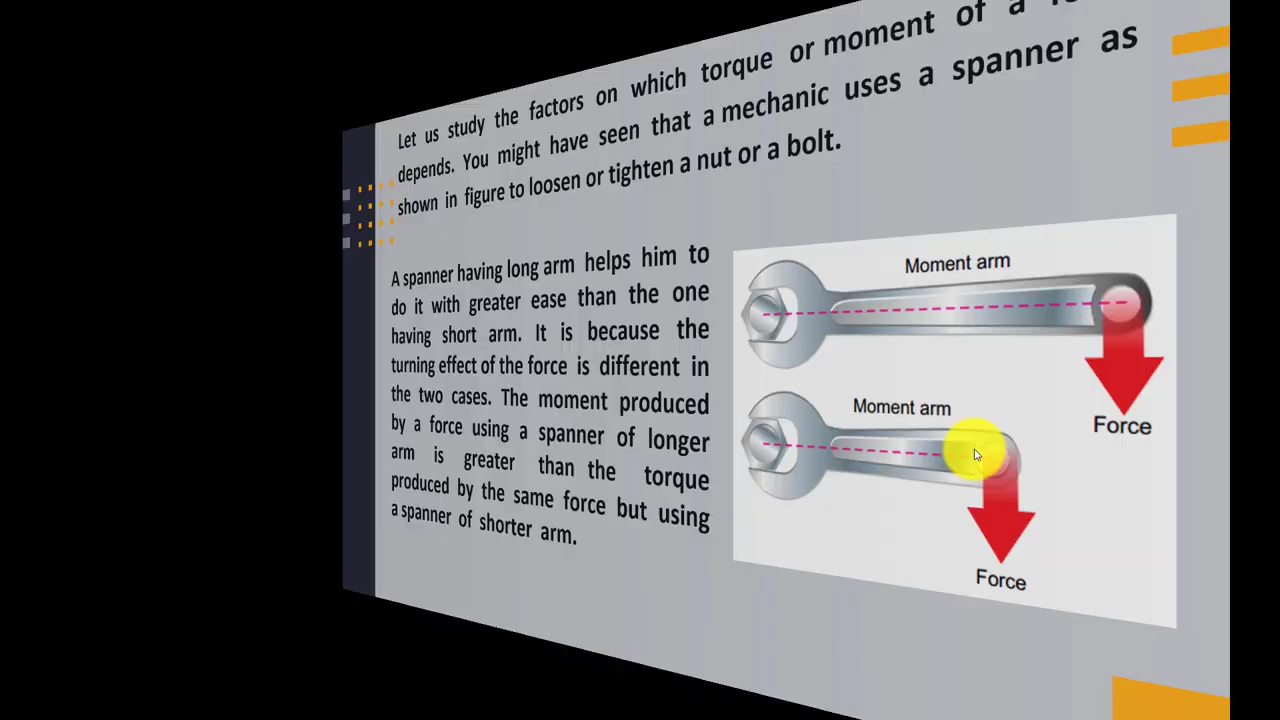 Let us study the factors on which torque or moment of a
depends. You might have seen that a mechanic uses a spanner as
shown in figure to loosen or tighten a nut or a bolt.
A spanner having long arm helps him to
do it with greater ease than the one
having short arm. It is because the
turning effect of the force is different in
the two cases. The moment produced
by a force using a spanner of longer
arm is greater than the torque
produced by the same force but using
a spanner of shorter arm.
Moment arm
Force
Moment arm
Force